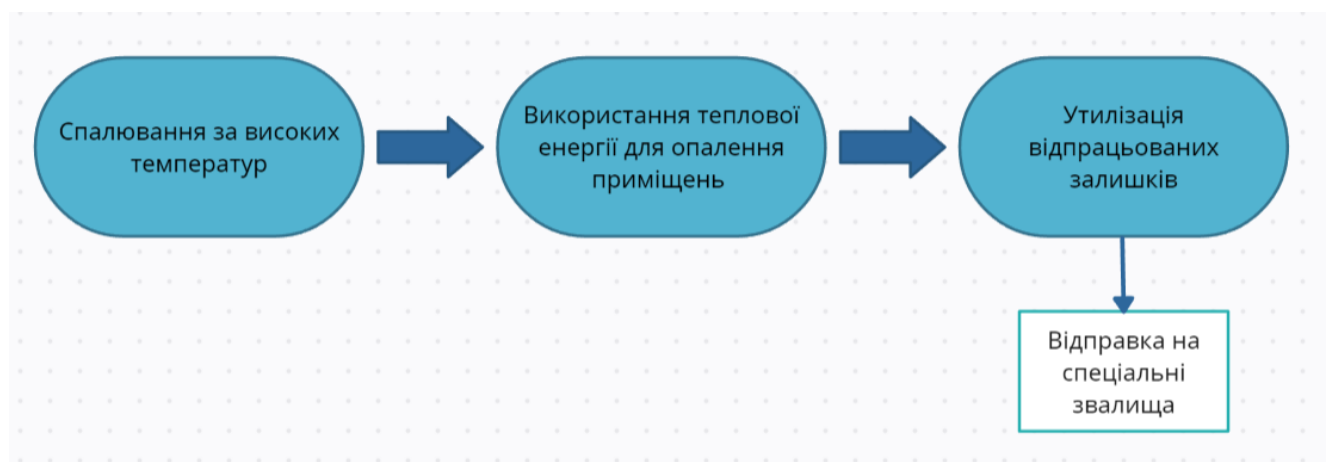 Спалювання за високих
температур
Використання теплової
енергії для опалення
приміщень
Утилізація
відпрацьованих
залишків
Відправка на
спеціальні
звалища